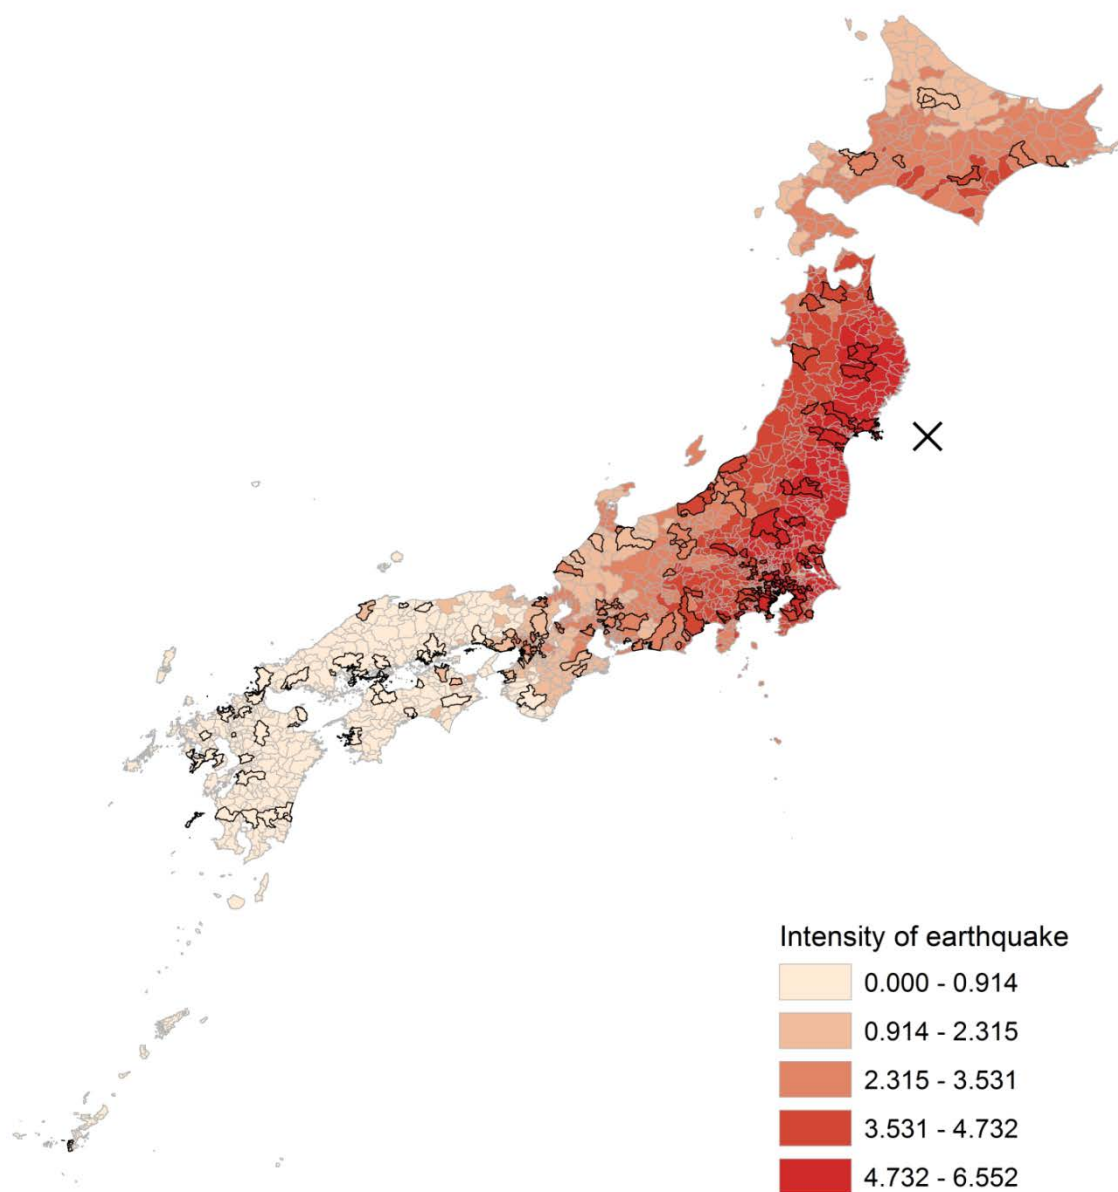 Intensity of earthquake
0.000 - 0.914
0.914 - 2.315
2.315 - 3.531
3.531 - 4.732
4.732 - 6.552